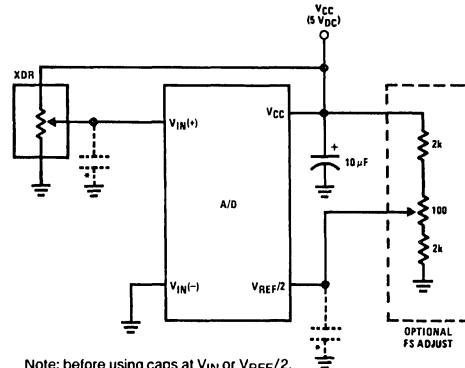 VCC
(5 VDC)
XDR
VIN(+)
VCC
2k
+
10 µF
100
A/D
2k
VIN(–)
VREF/2
*
*
OPTIONAL
FS ADJUST
Note: before using caps at VIN or VREF/2,